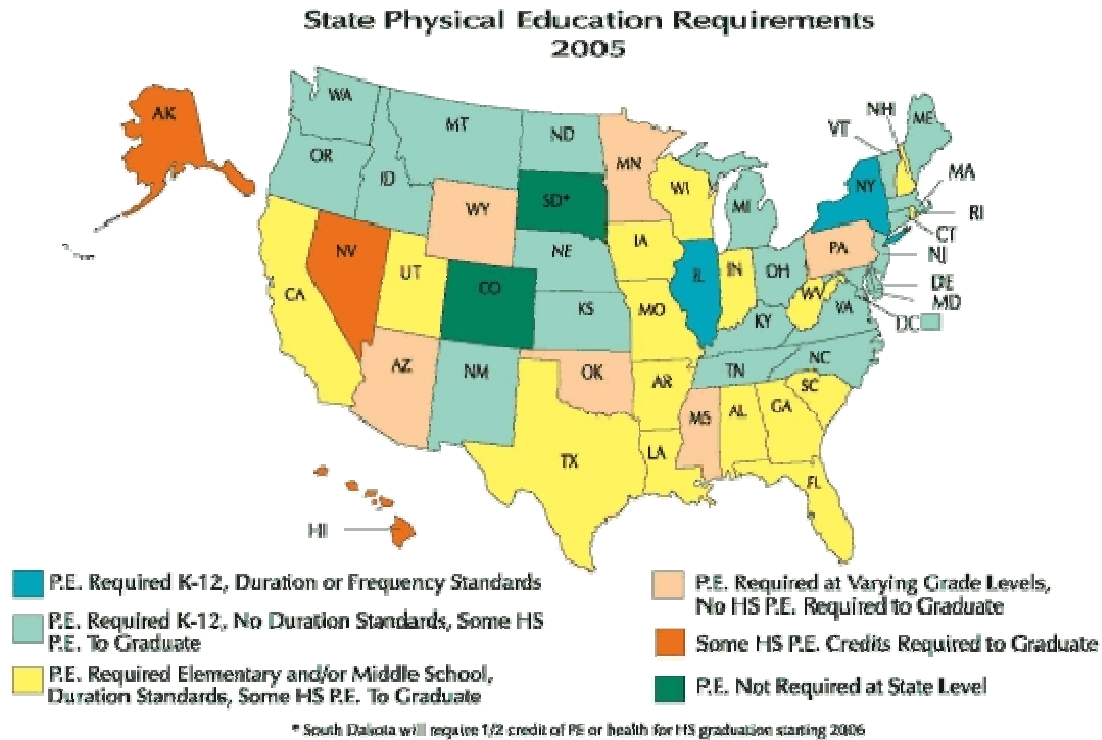 State Physical Education Requirements
2005
AK
WA
MT
ND
MN
OR
ID
WY
SD*
WI
MI
NY
VT
NH
ME
MA
RI
CT
NJ
DE
MD
DC
NV
UT
CO
NE
IA
IL
IN
OH
PA
WV
VA
CA
KS
MO
KY
AZ
NM
OK
AR
TN
NC
SC
MS
AL
GA
TX
LA
FL
HI
P.E. Required K-12, Duration or Frequency Standards
P.E. Required K-12, No Duration Standards, Some HS
P.E. To Graduate
P.E. Required Elementary and/or Middle School,
Duration Standards, Some HS P.E. To Graduate
P.E. Required at Varying Grade Levels,
No HS P.E. Required to Graduate
Some HS P.E. Credits Required to Graduate
P.E. Not Required at State Level
* South Dakota will require 1/2 credit of PE or health for HS graduation starting 2006